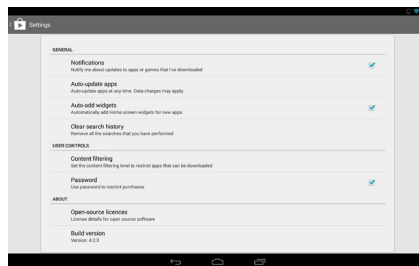 Settings
GENERAL
Notifications
Notify me about updates to apps or games that I've downloaded
Auto-update apps
Auto-update apps at any time. Data charges may apply.
Auto-add widgets
Automatically add Home screen widgets for new apps
Clear search history
Remove all the searches that you have performed
USER CONTROLS
Content filtering
Set the content filtering level to restrict apps that can be downloaded
Password
Use password to restrict purchases
ABOUT
Open-source licences
License details for open source software
Build version
Version: 4.2.3